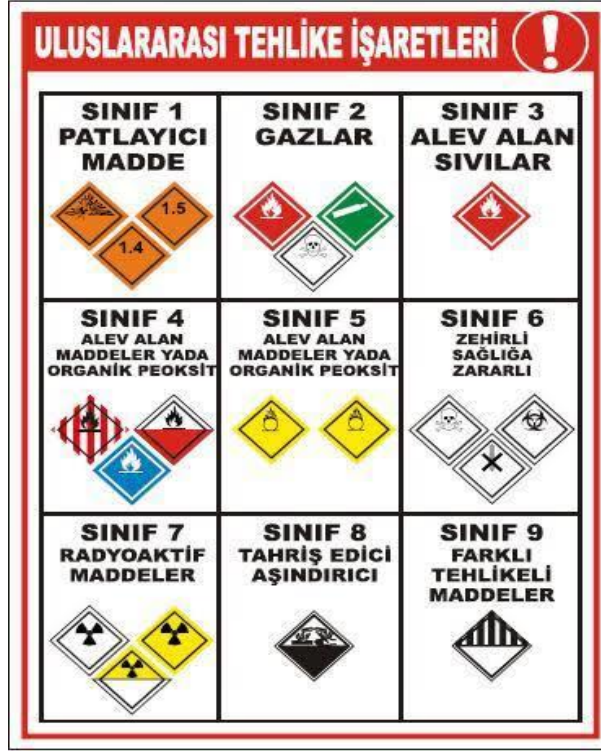 ULUSLARARASI TEHLİKE İŞARETLERİ !
SINIF 1
PATLAYICI
MADDE
1.5
1.4
SINIF 2
GAZLAR
SINIF 3
ALEV ALAN
SIVILAR
SINIF 4
ALEV ALAN
MADDELER YADA
ORGANİK PEOKSİT
SINIF 5
ALEV ALAN
MADDELER YADA
ORGANİK PEOKSİT
SINIF 6
ZEHİRLİ
SAĞLIĞA
ZARARLI
SINIF 7
RADYOAKTİF
MADDELER
SINIF 8
TAHRİŞ EDİCİ
AŞINDIRICI
SINIF 9
FARKLI
TEHLİKELİ
MADDELER